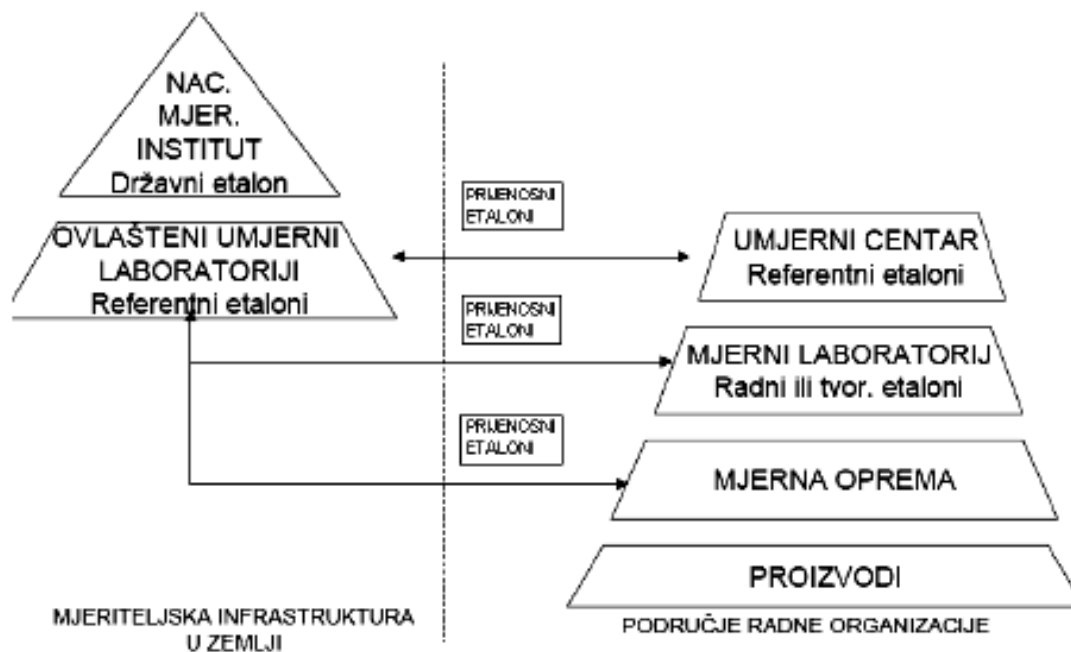 NAC.
MJER.
INSTITUT
Državni etalon
OVLAŠTENI UMJERNI
LABORATORIJI
Referentni etaloni
PRIJENOSNI
ETALONI
UMJERNI CENTAR
Referentni etaloni
PRIJENOSNI
ETALONI
MJERNI LABORATORIJ
Radni ili tvor. etaloni
PRIJENOSNI
ETALONI
MJERNA OPREMA
PROIZVODI
MJERITELJSKA INFRASTRUKTURA
U ZEMLJI
PODRUČJE RADNE ORGANIZACIJE